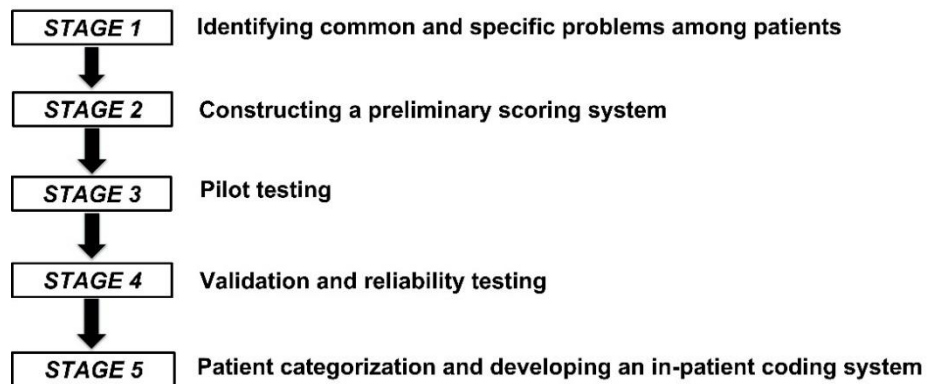 STAGE 1 Identifying common and specific problems among patients
STAGE 2 Constructing a preliminary scoring system
STAGE 3 Pilot testing
STAGE 4 Validation and reliability testing
STAGE 5 Patient categorization and developing an in-patient coding system